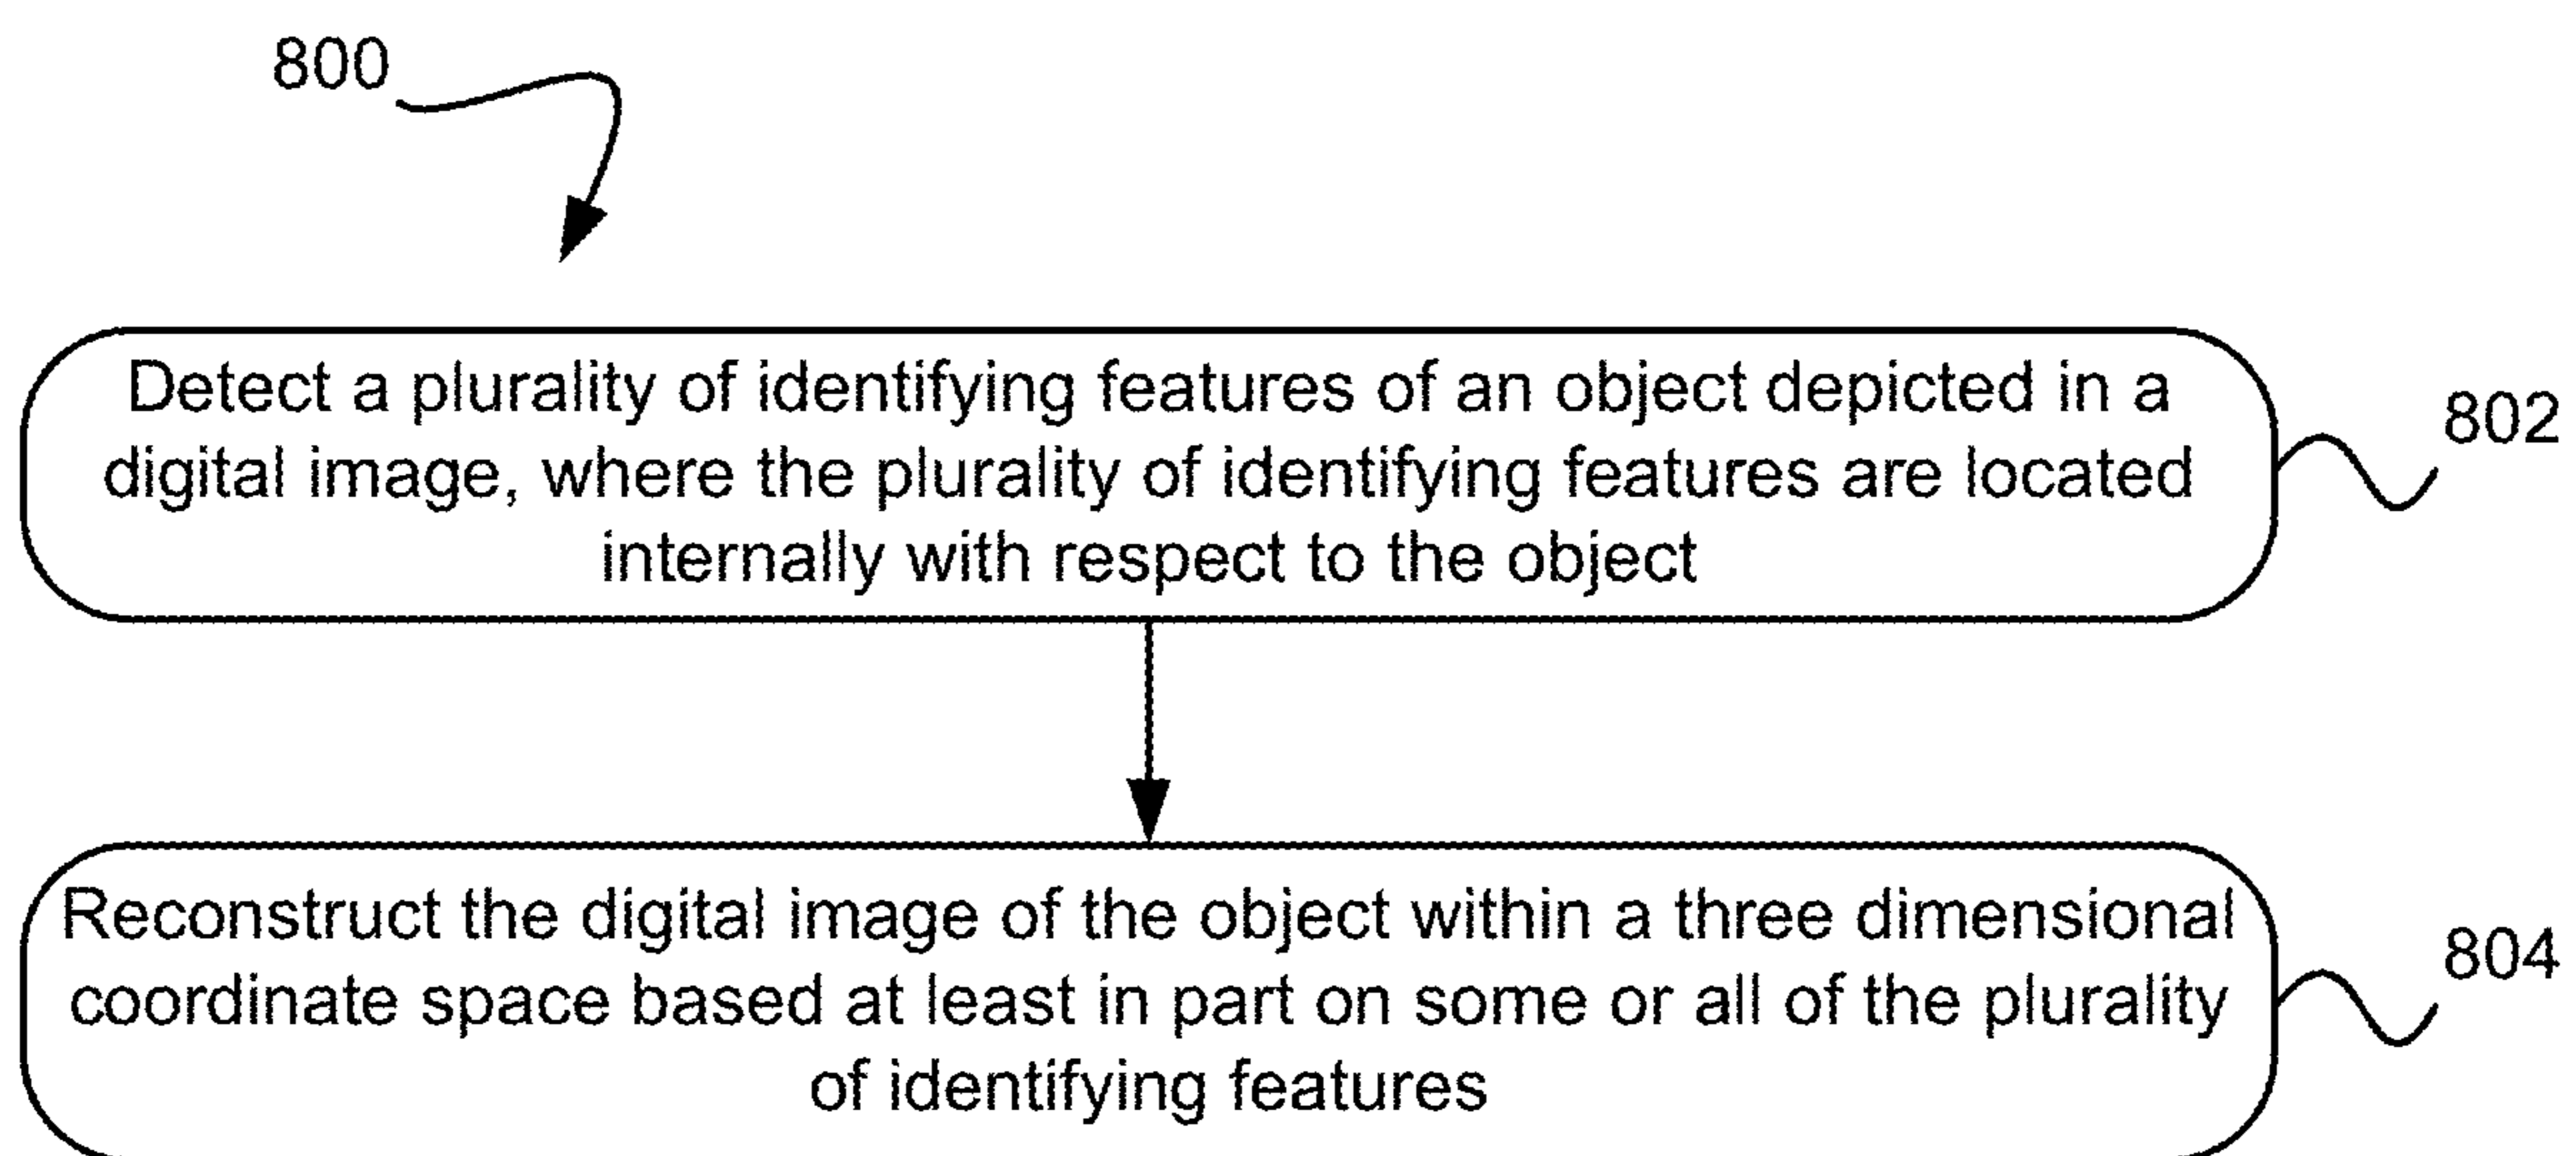 800
Detect a plurality of identifying features of an object depicted in a
digital image, where the plurality of identifying features are located
internally with respect to the object
802
Reconstruct the digital image of the object within a three dimensional
coordinate space based at least in part on some or all of the plurality
of identifying features
804